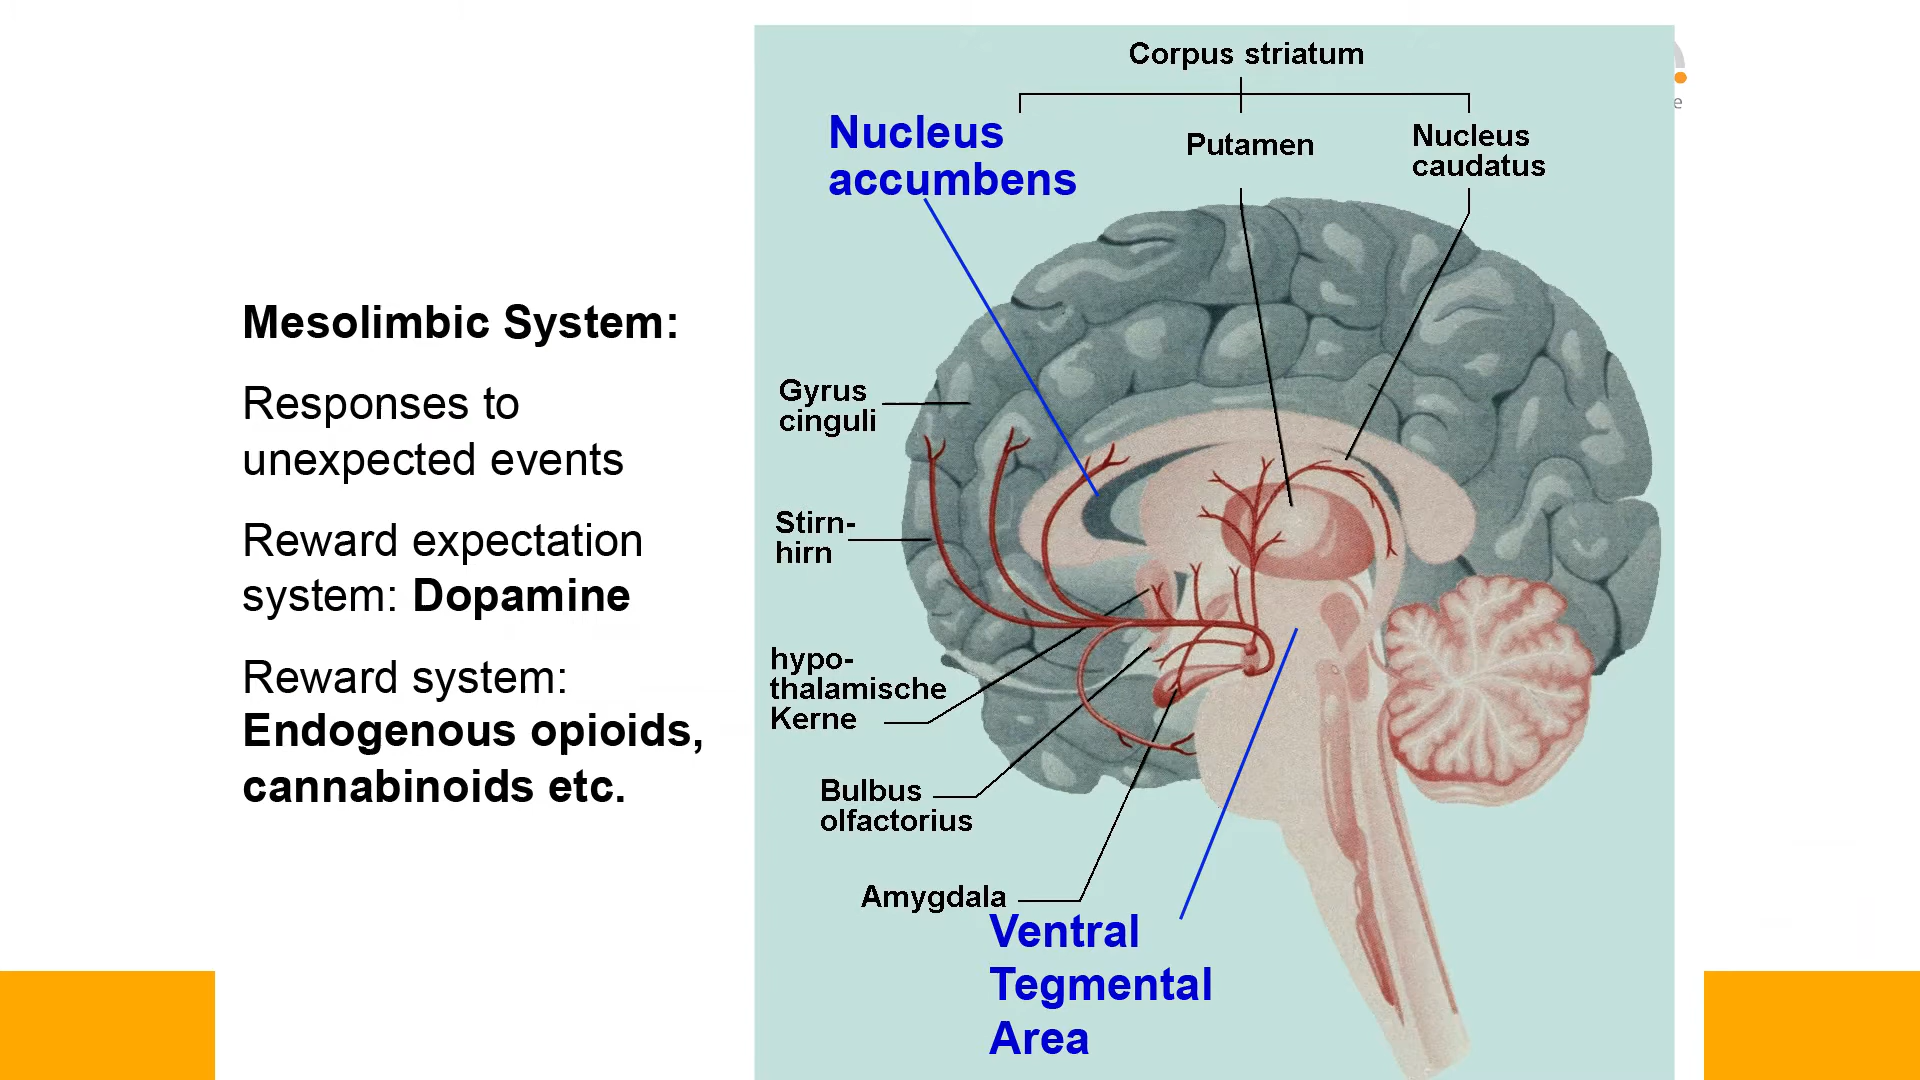 Mesolimbic System:
Responses to
unexpected events
Reward expectation
system: Dopamine
Reward system:
Endogenous opioids,
cannabinoids etc.
Corpus striatum
Nucleus
accumbens
Putamen
Nucleus
caudatus
Gyrus
cinguli
Stirn-
hirn
hypo-
thalamische
Kerne
Bulbus
olfactorius
Amygdala
Ventral
Tegmental
Area
e